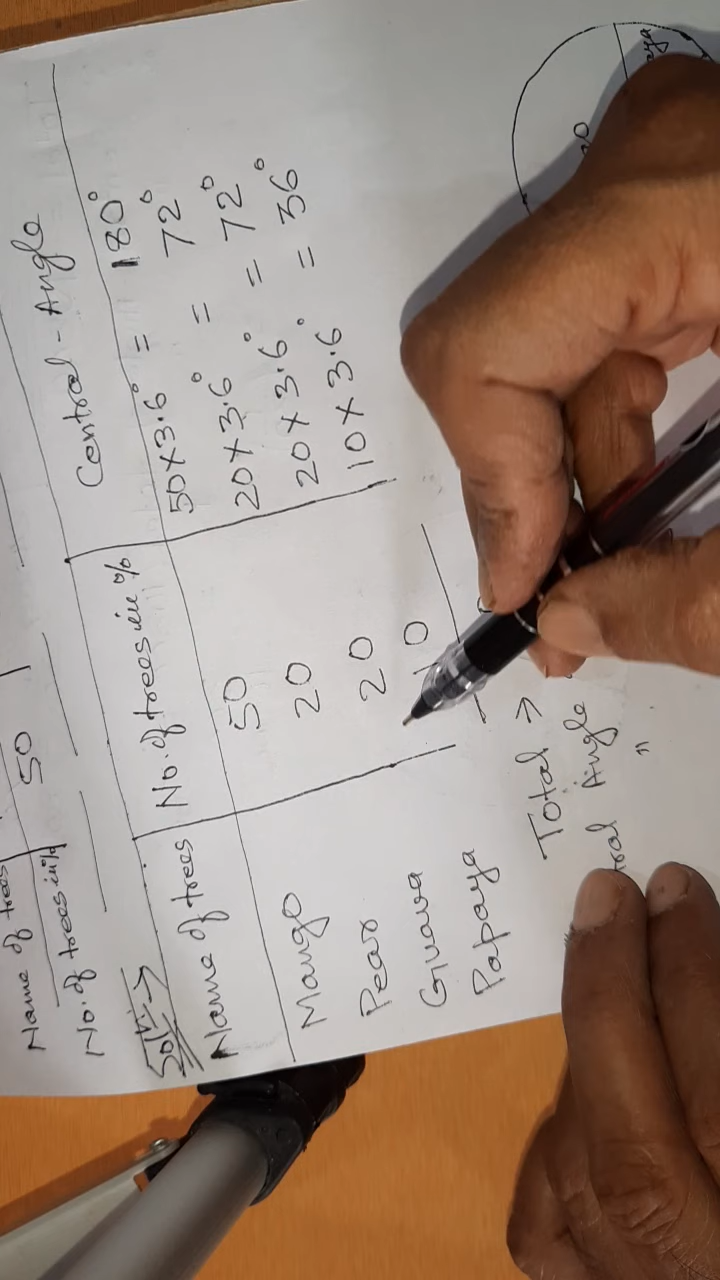 Name of trees 50
No. of trees in%
Soln:→
Name of trees No. of trees in % Central-Angle
Mango 50 50×3.6° = 180°
Pear 20 20×3.6° = 72°
Guava 20 20×3.6° = 72°
Papaya 10 10×3.6° = 36°
Total →
Angle
"